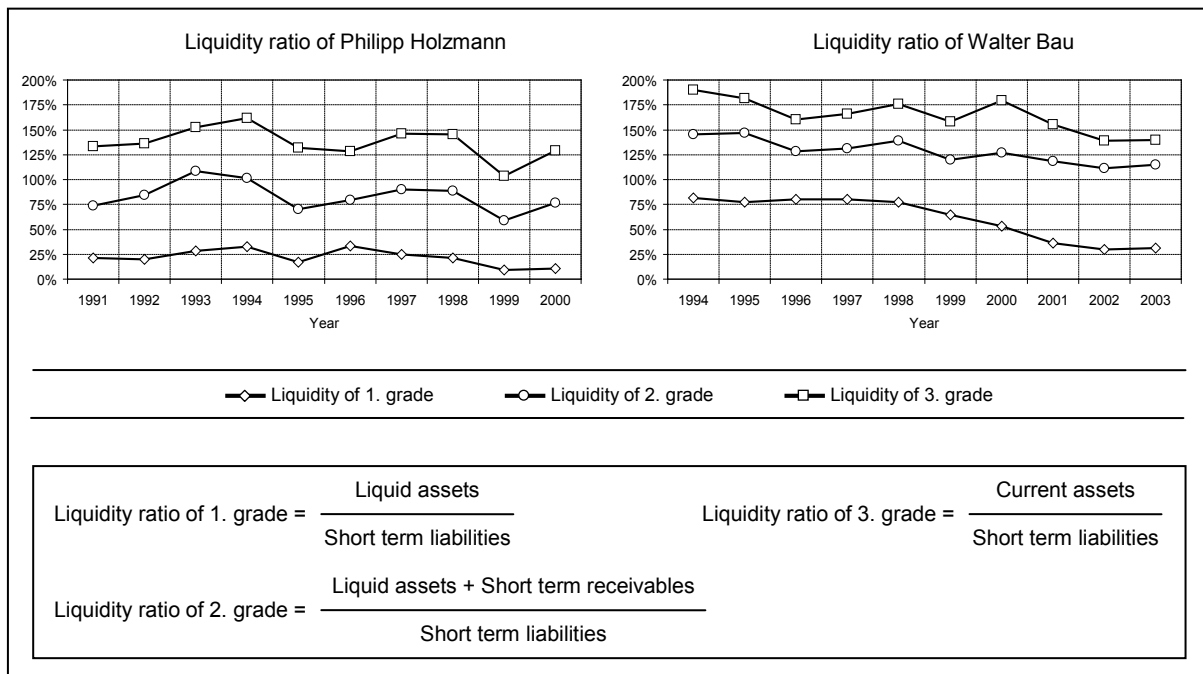 Liquidity ratio of Philipp Holzmann
200%
175%
150%
125%
100%
75%
50%
25%
0%
1991 1992 1993 1994 1995 1996 1997 1998 1999 2000
Year
Liquidity ratio of Walter Bau
200%
175%
150%
125%
100%
75%
50%
25%
0%
1994 1995 1996 1997 1998 1999 2000 2001 2002 2003
Year
Liquidity of 1. grade Liquidity of 2. grade Liquidity of 3. grade
Liquidity ratio of 1. grade =
Liquid assets
Short term liabilities
Liquidity ratio of 3. grade =
Current assets
Short term liabilities
Liquidity ratio of 2. grade =
Liquid assets + Short term receivables
Short term liabilities